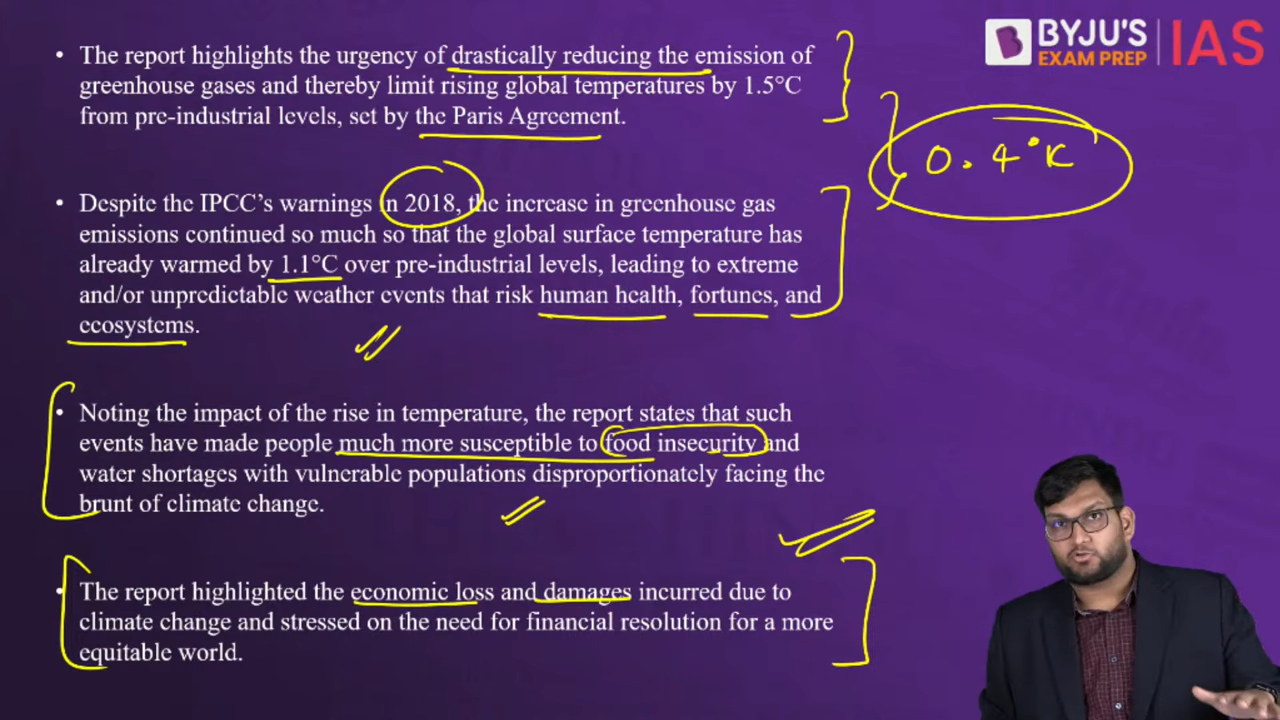 BYJU'S
EXAM PREP
IAS
• The report highlights the urgency of drastically reducing the emission of
greenhouse gases and thereby limit rising global temperatures by 1.5°C
from pre-industrial levels, set by the Paris Agreement.
0.4°K
• Despite the IPCC's warnings in 2018, the increase in greenhouse gas
emissions continued so much so that the global surface temperature has
already warmed by 1.1°C over pre-industrial levels, leading to extreme
and/or unpredictable weather events that risk human health, fortunes, and
ecosystems.
• Noting the impact of the rise in temperature, the report states that such
events have made people much more susceptible to food insecurity and
water shortages with vulnerable populations disproportionately facing the
brunt of climate change.
• The report highlighted the economic loss and damages incurred due to
climate change and stressed on the need for financial resolution for a more
equitable world.